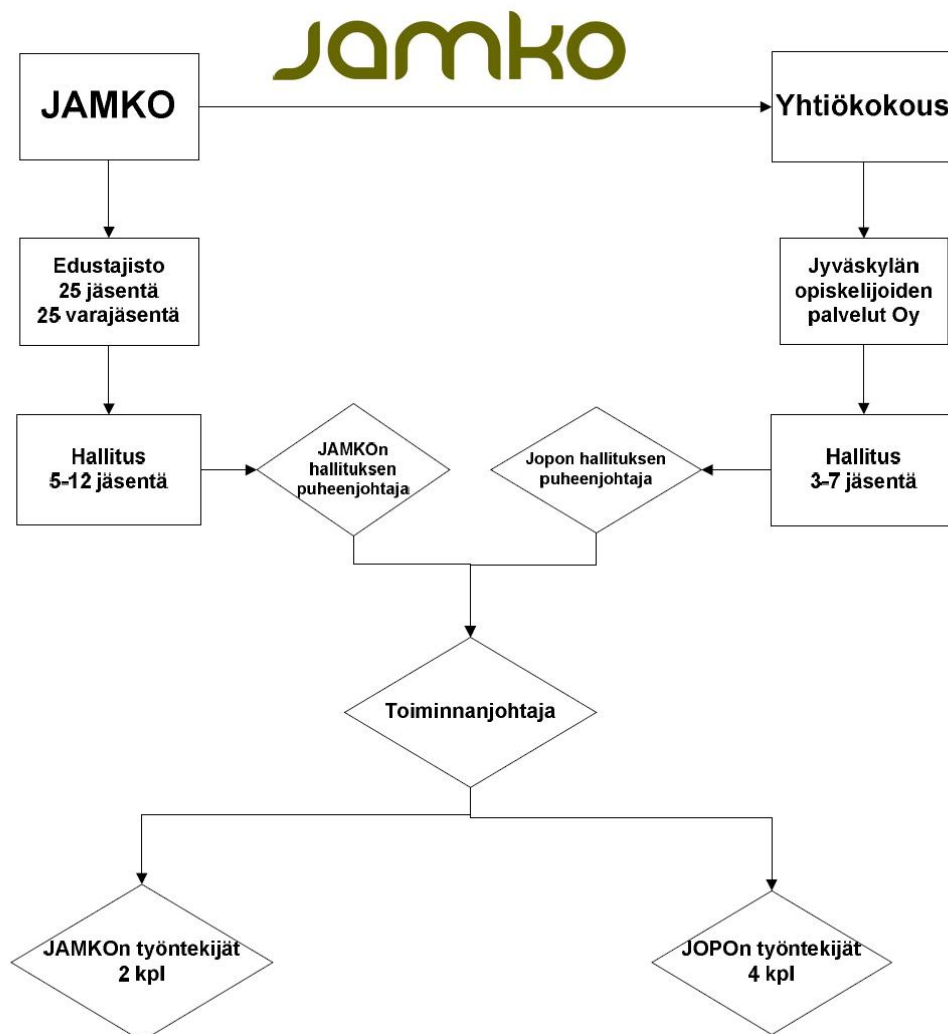 jamko
JAMKO
Yhtiökokous
Edustajisto
25 jäsentä
25 varajäsentä
Jyväskylän
opiskelijoiden
palvelut Oy
Hallitus
5-12 jäsentä
JAMKOn
hallituksen
puheenjohtaja
Jopon hallituksen
puheenjohtaja
Hallitus
3-7 jäsentä
Toiminnanjohtaja
JAMKOn työntekijät
2 kpl
JOPOn työntekijät
4 kpl